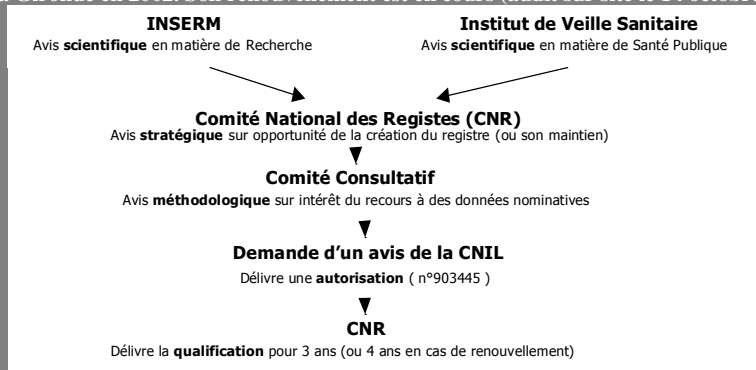 INSERM
Avis scientifique en matière de Recherche
Institut de Veille Sanitaire
Avis scientifique en matière de Santé Publique
Comité National des Registes (CNR)
Avis stratégique sur opportunité de la création du registre (ou son maintien)
Comité Consultatif
Avis méthodologique sur intérêt du recours à des données nominatives
Demande d'un avis de la CNIL
Délivre une autorisation ( n°903445 )
CNR
Délivre la qualification pour 3 ans (ou 4 ans en cas de renouvellement)